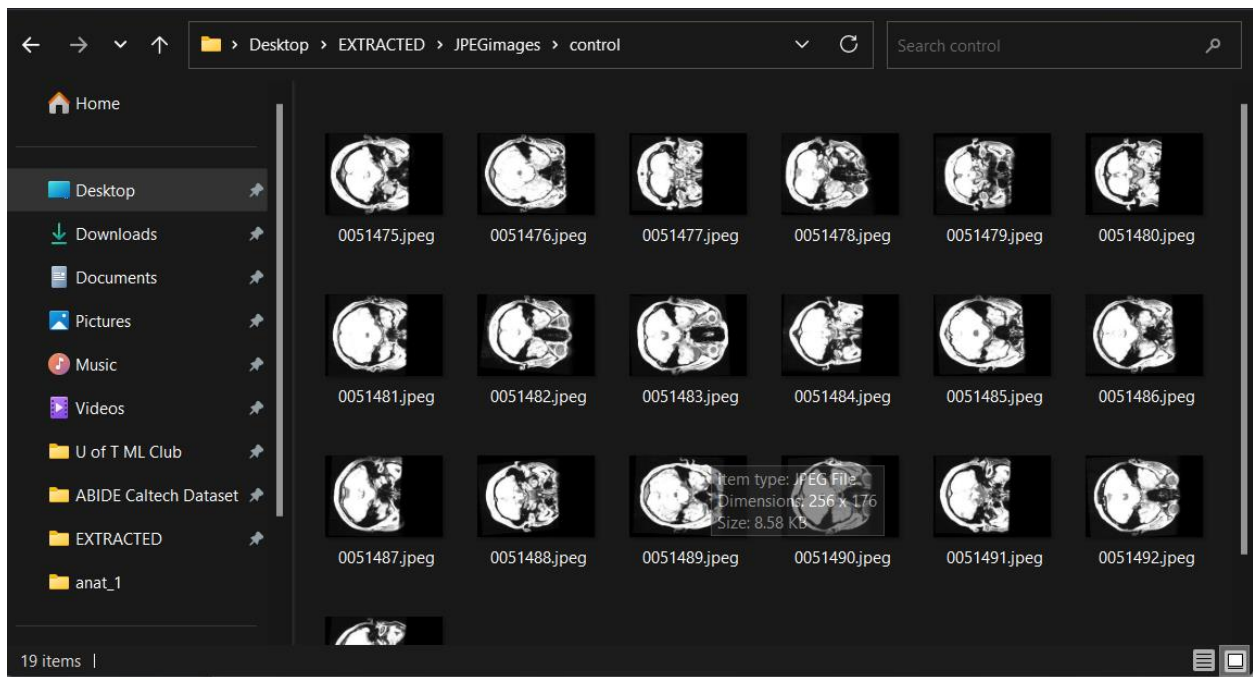 Desktop > EXTRACTED > JPEGimages > control
Search control
Home
Desktop
Downloads
Documents
Pictures
Music
Videos
U of T ML Club
ABIDE Caltech Dataset
EXTRACTED
anat_1
0051475.jpeg 0051476.jpeg 0051477.jpeg 0051478.jpeg 0051479.jpeg 0051480.jpeg
0051481.jpeg 0051482.jpeg 0051483.jpeg 0051484.jpeg 0051485.jpeg 0051486.jpeg
Item type: JPEG File
Dimensions: 256 x 176
Size: 8.58 KB
0051487.jpeg 0051488.jpeg 0051489.jpeg 0051490.jpeg 0051491.jpeg 0051492.jpeg
19 items